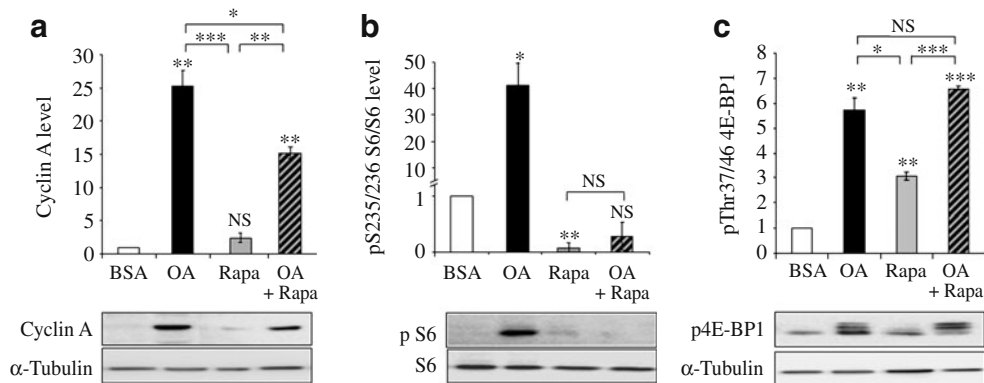 a
*
*** **
Cyclin A level
30
25
20
15
10
5
0
**
NS
**
BSA OA Rapa OA + Rapa
Cyclin A
α-Tubulin
b
pS235/236 S6/S6 level
50
40
30
20
10
1
0
*
NS
**
NS
BSA OA Rapa OA + Rapa
p S6
S6
c
NS
* ***
pThr37/46 4E-BP1
8
7
6
5
4
3
2
1
0
**
**
***
BSA OA Rapa OA + Rapa
p4E-BP1
α-Tubulin